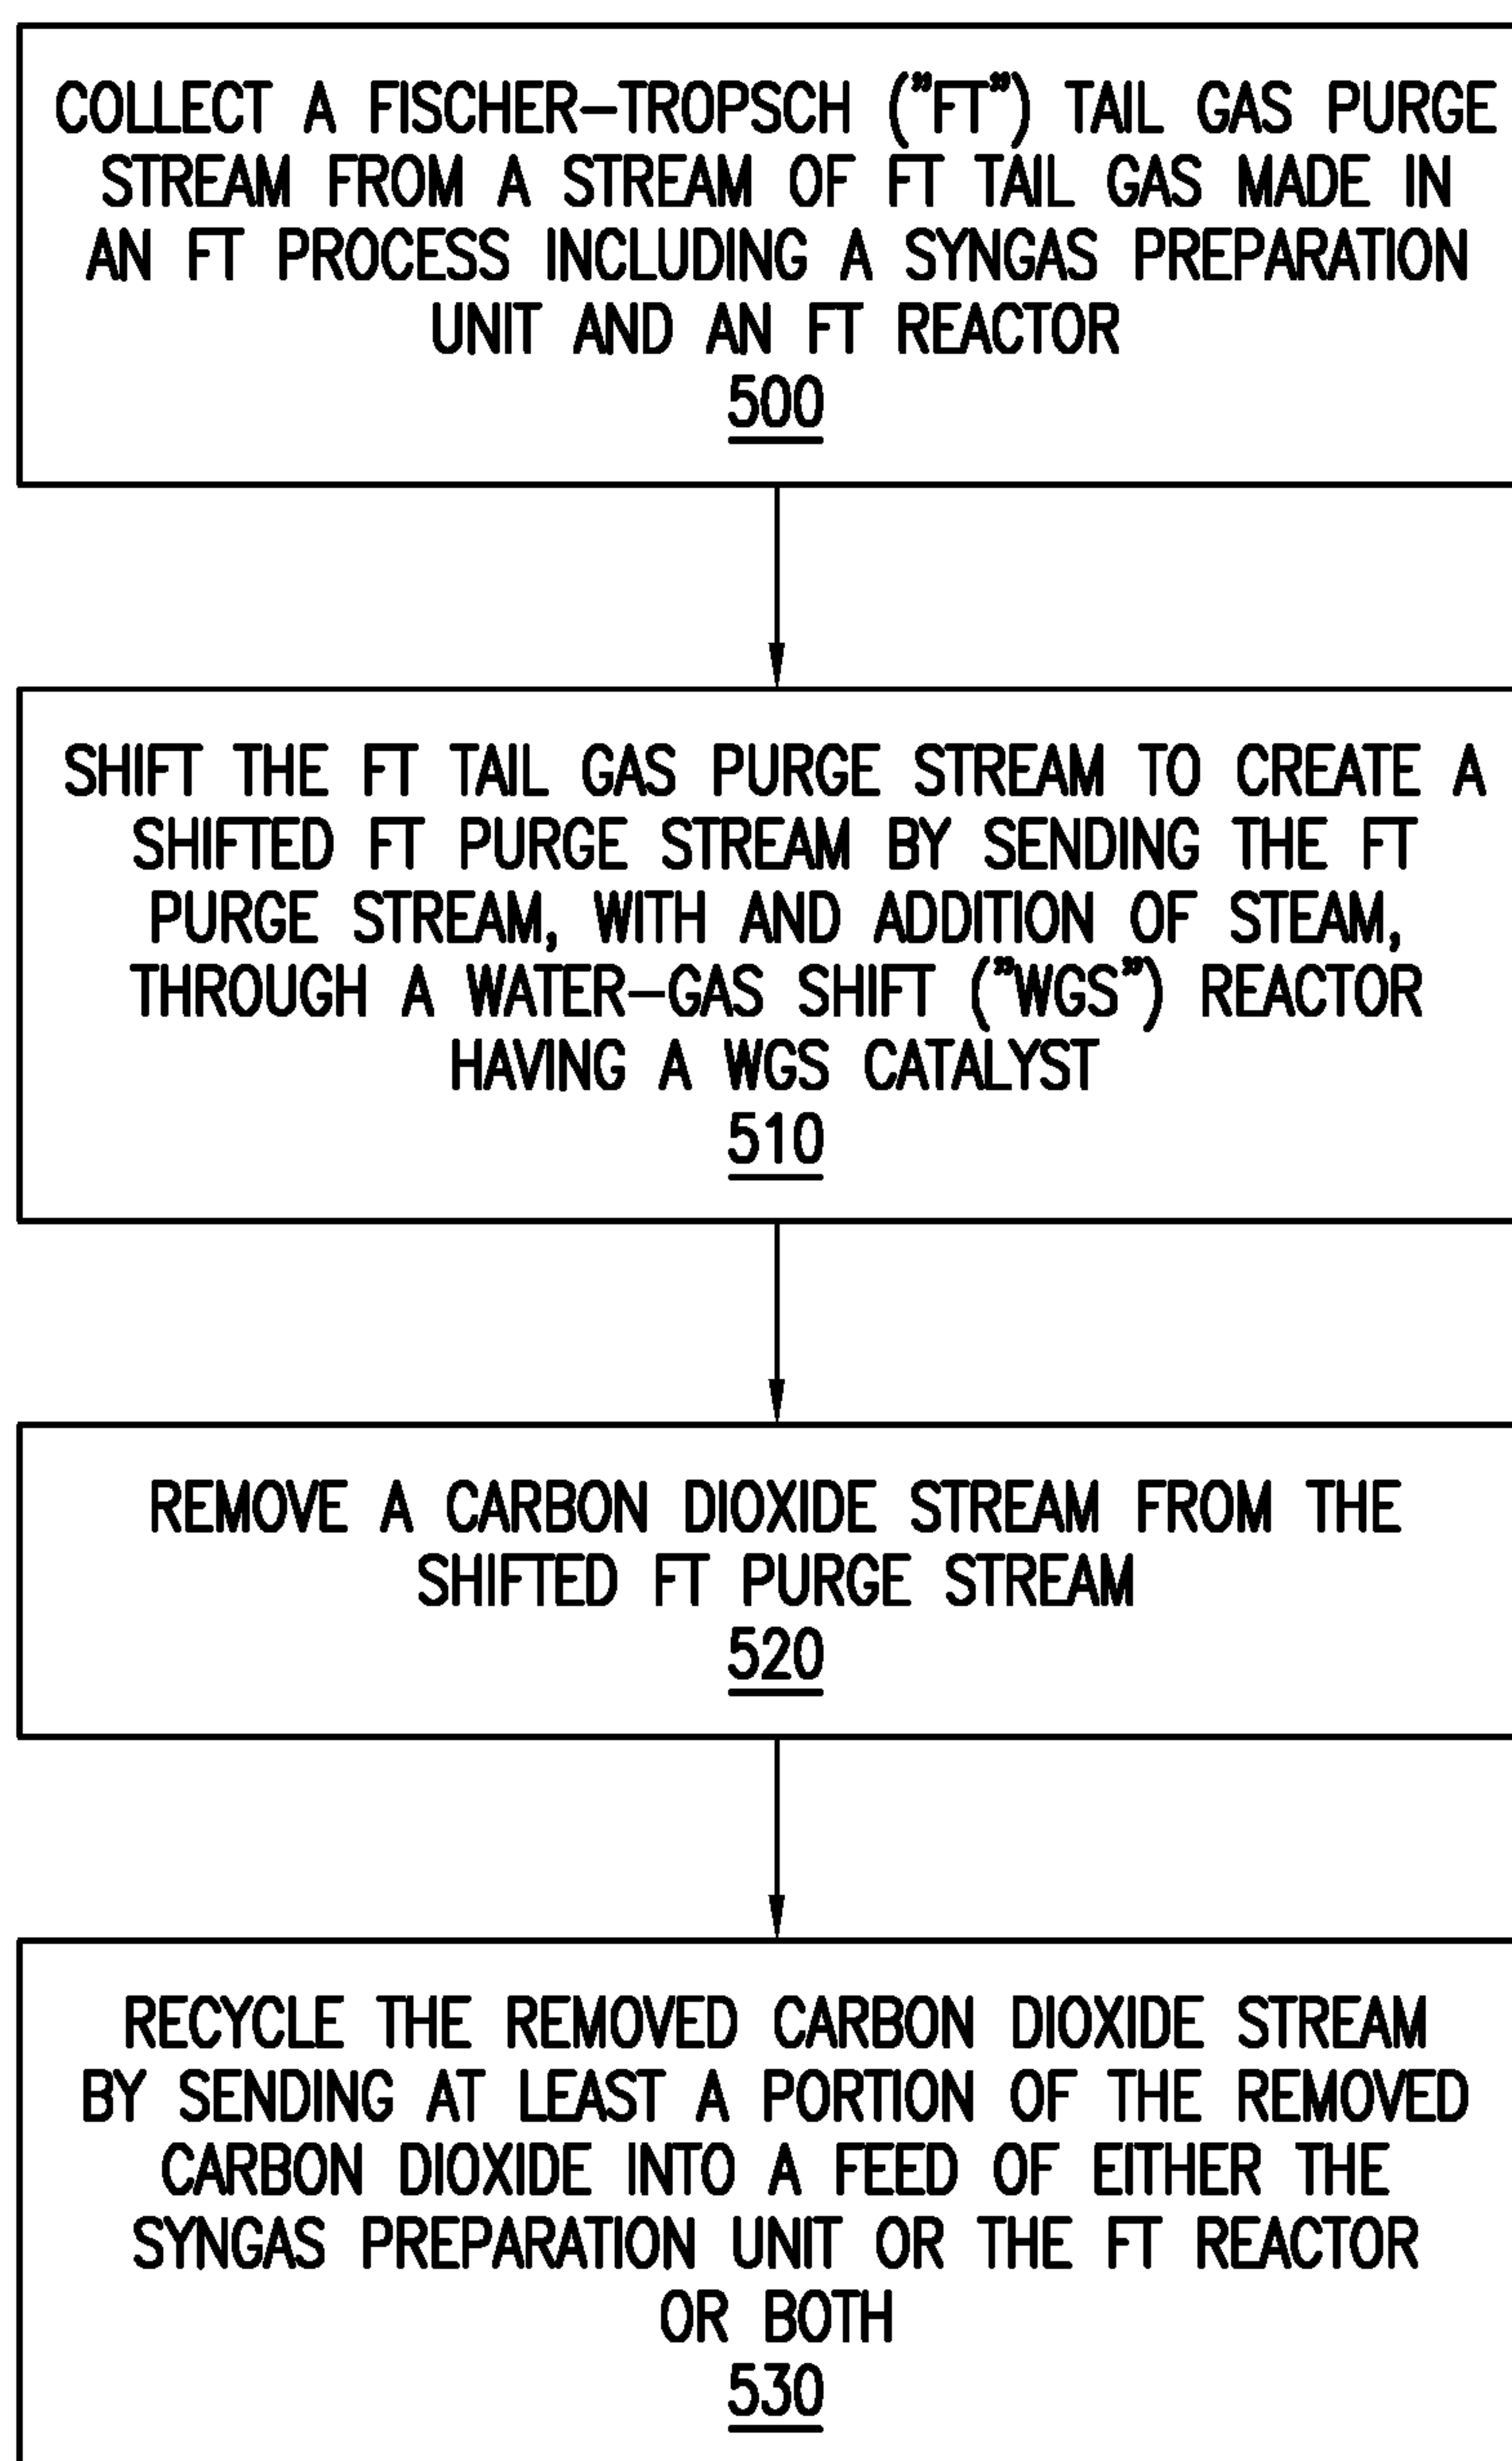 COLLECT A FISCHER-TROPSCH ("FT") TAIL GAS PURGE
STREAM FROM A STREAM OF FT TAIL GAS MADE IN
AN FT PROCESS INCLUDING A SYNGAS PREPARATION
UNIT AND AN FT REACTOR
500
SHIFT THE FT TAIL GAS PURGE STREAM TO CREATE A
SHIFTED FT PURGE STREAM BY SENDING THE FT
PURGE STREAM, WITH AND ADDITION OF STEAM,
THROUGH A WATER-GAS SHIFT ("WGS") REACTOR
HAVING A WGS CATALYST
510
REMOVE A CARBON DIOXIDE STREAM FROM THE
SHIFTED FT PURGE STREAM
520
RECYCLE THE REMOVED CARBON DIOXIDE STREAM
BY SENDING AT LEAST A PORTION OF THE REMOVED
CARBON DIOXIDE INTO A FEED OF EITHER THE
SYNGAS PREPARATION UNIT OR THE FT REACTOR
OR BOTH
530